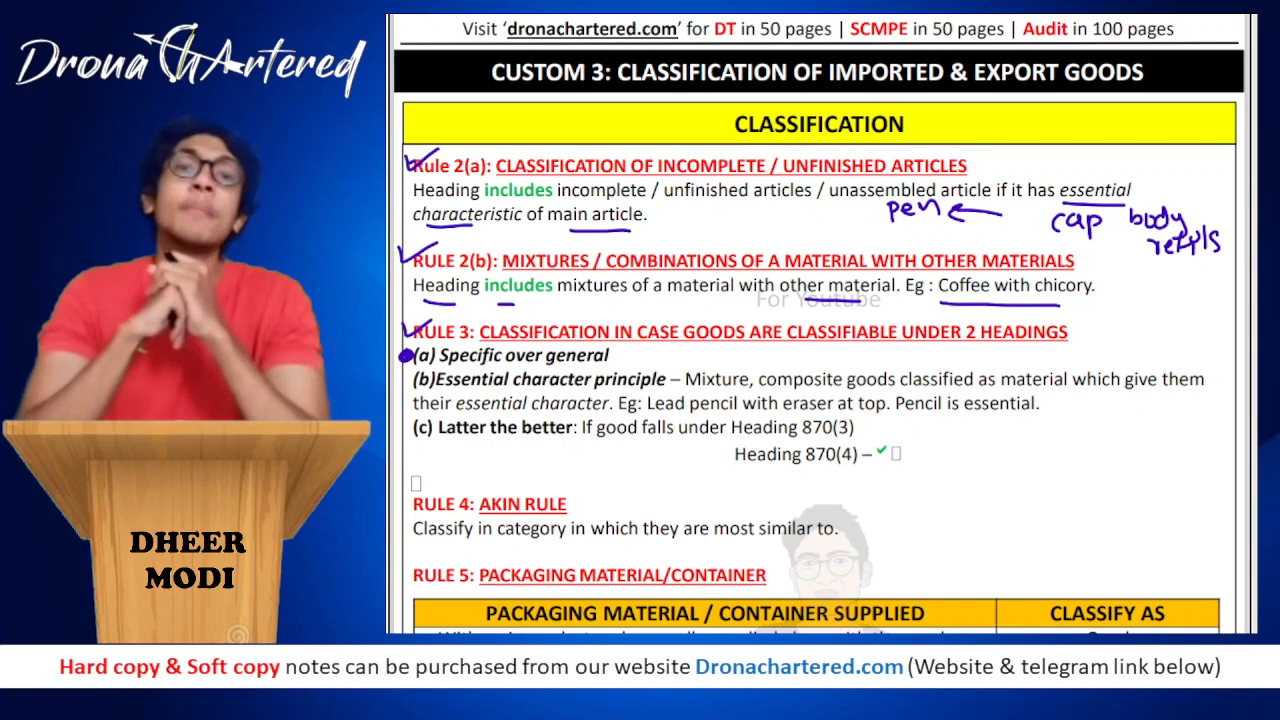 Drona CHArtered
Visit ‘dronachartered.com’ for DT in 50 pages | SCMPE in 50 pages | Audit in 100 pages
CUSTOM 3: CLASSIFICATION OF IMPORTED & EXPORT GOODS
CLASSIFICATION
Rule 2(a): CLASSIFICATION OF INCOMPLETE / UNFINISHED ARTICLES
Heading includes incomplete / unfinished articles / unassembled article if it has essential
characteristic of main article.
pen cap body
refills
RULE 2(b): MIXTURES / COMBINATIONS OF A MATERIAL WITH OTHER MATERIALS
Heading includes mixtures of a material with other material. Eg : Coffee with chicory.
For Youtube
RULE 3: CLASSIFICATION IN CASE GOODS ARE CLASSIFIABLE UNDER 2 HEADINGS
(a) Specific over general
(b)Essential character principle – Mixture, composite goods classified as material which give them
their essential character. Eg: Lead pencil with eraser at top. Pencil is essential.
(c) Latter the better: If good falls under Heading 870(3)
Heading 870(4) –
RULE 4: AKIN RULE
Classify in category in which they are most similar to.
RULE 5: PACKAGING MATERIAL/CONTAINER
PACKAGING MATERIAL / CONTAINER SUPPLIED CLASSIFY AS
DHEER
MODI
Hard copy & Soft copy notes can be purchased from our website Dronachartered.com (Website & telegram link below)